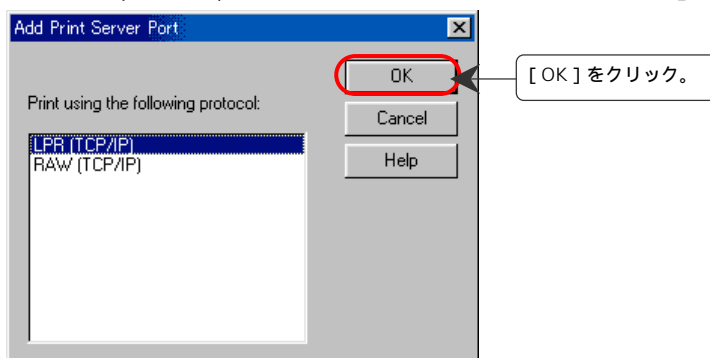 Add Print Server Port
OK
[OK]をクリック。
Print using the following protocol:
Cancel
LPR (TCP/IP)
RAW (TCP/IP)
Help